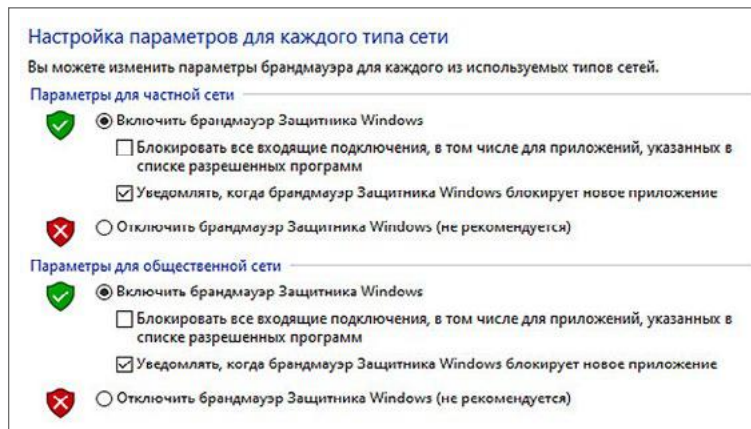 Настройка параметров для каждого типа сети
Вы можете изменить параметры брандмауэра для каждого из используемых типов сетей.
Параметры для частной сети
Включить брандмауэр Защитника Windows
Блокировать все входящие подключения, в том числе для приложений, указанных в
списке разрешенных программ
Уведомлять, когда брандмауэр Защитника Windows блокирует новое приложение
Отключить брандмауэр Защитника Windows (не рекомендуется)
Параметры для общественной сети
Включить брандмауэр Защитника Windows
Блокировать все входящие подключения, в том числе для приложений, указанных в
списке разрешенных программ
Уведомлять, когда брандмауэр Защитника Windows блокирует новое приложение
Отключить брандмауэр Защитника Windows (не рекомендуется)